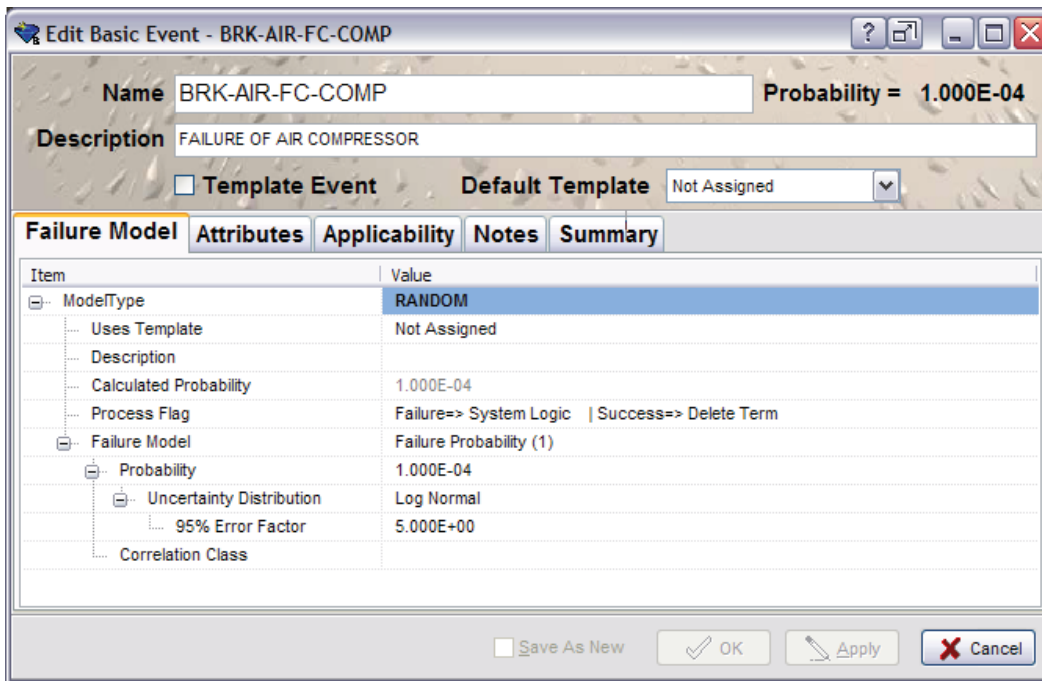 Edit Basic Event - BRK-AIR-FC-COMP
Name BRK-AIR-FC-COMP Probability = 1.000E-04
Description FAILURE OF AIR COMPRESSOR
Template Event Default Template Not Assigned
Failure Model Attributes Applicability Notes Summary
Item Value
ModelType RANDOM
Uses Template Not Assigned
Description
Calculated Probability 1.000E-04
Process Flag Failure=> System Logic | Success=> Delete Term
Failure Model Failure Probability (1)
Probability 1.000E-04
Uncertainty Distribution Log Normal
95% Error Factor 5.000E+00
Correlation Class
Save As New OK Apply Cancel